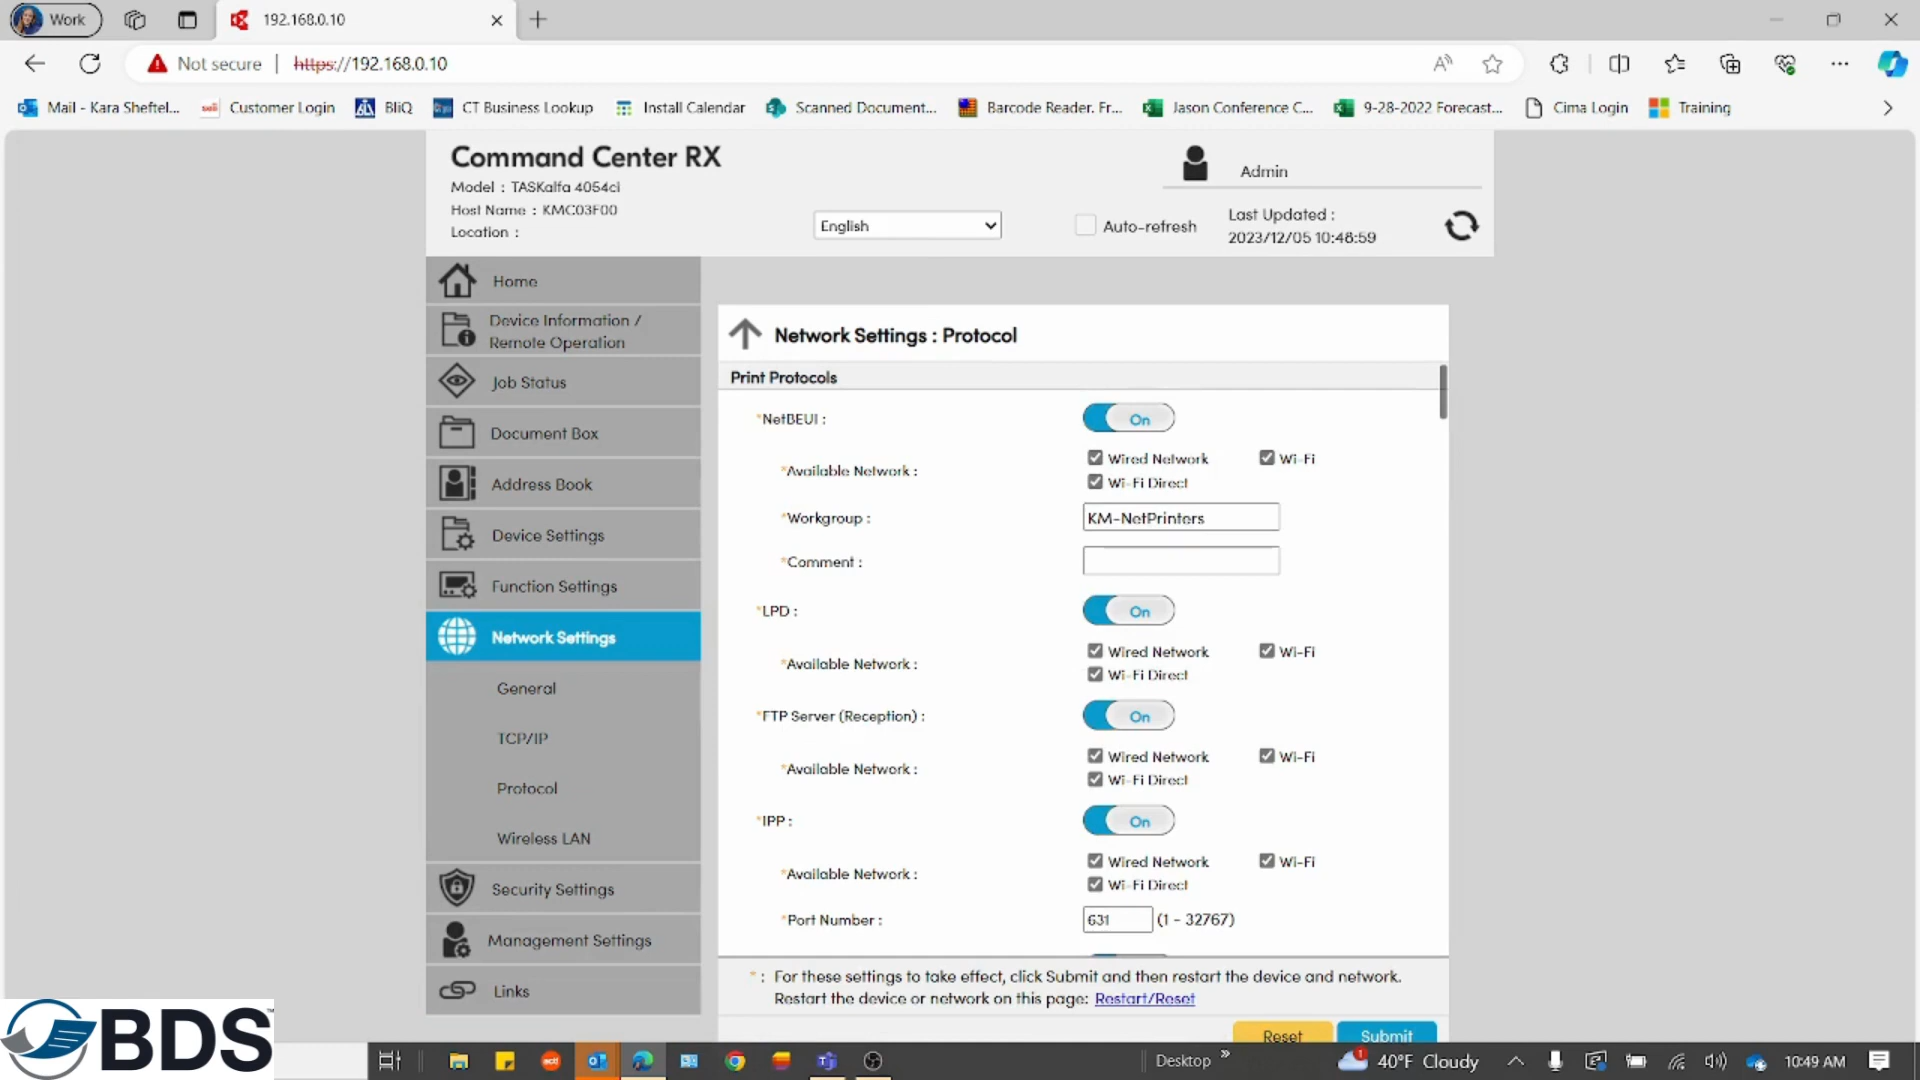 Work
192.168.0.10
Not secure
https://192.168.0.10
Mail - Kara Sheftel...
Customer Login
BliQ
CT Business Lookup
Install Calendar
Scanned Document...
Barcode Reader. Fr...
Jason Conference C...
9-28-2022 Forecast...
Cima Login
Training
Command Center RX
Model : TASKalfa 4054ci
Host Name : KMC03F00
Location :
English
Auto-refresh
Admin
Last Updated :
2023/12/05 10:48:59
Home
Device Information /
Remote Operation
Job Status
Document Box
Address Book
Device Settings
Function Settings
Network Settings
General
TCP/IP
Protocol
Wireless LAN
Security Settings
Management Settings
Links
Network Settings : Protocol
Print Protocols
*NetBEUI : On
*Available Network : Wired Network Wi-Fi
Wi-Fi Direct
*Workgroup : KM-NetPrinters
*Comment :
*LPD : On
*Available Network : Wired Network Wi-Fi
Wi-Fi Direct
*FTP Server (Reception) : On
*Available Network : Wired Network Wi-Fi
Wi-Fi Direct
*IPP : On
*Available Network : Wired Network Wi-Fi
Wi-Fi Direct
*Port Number : 631 (1 - 32767)
* : For these settings to take effect, click Submit and then restart the device and network.
Restart the device or network on this page: Restart/Reset
Reset
Submit
BDS
Desktop
40°F Cloudy
10:49 AM